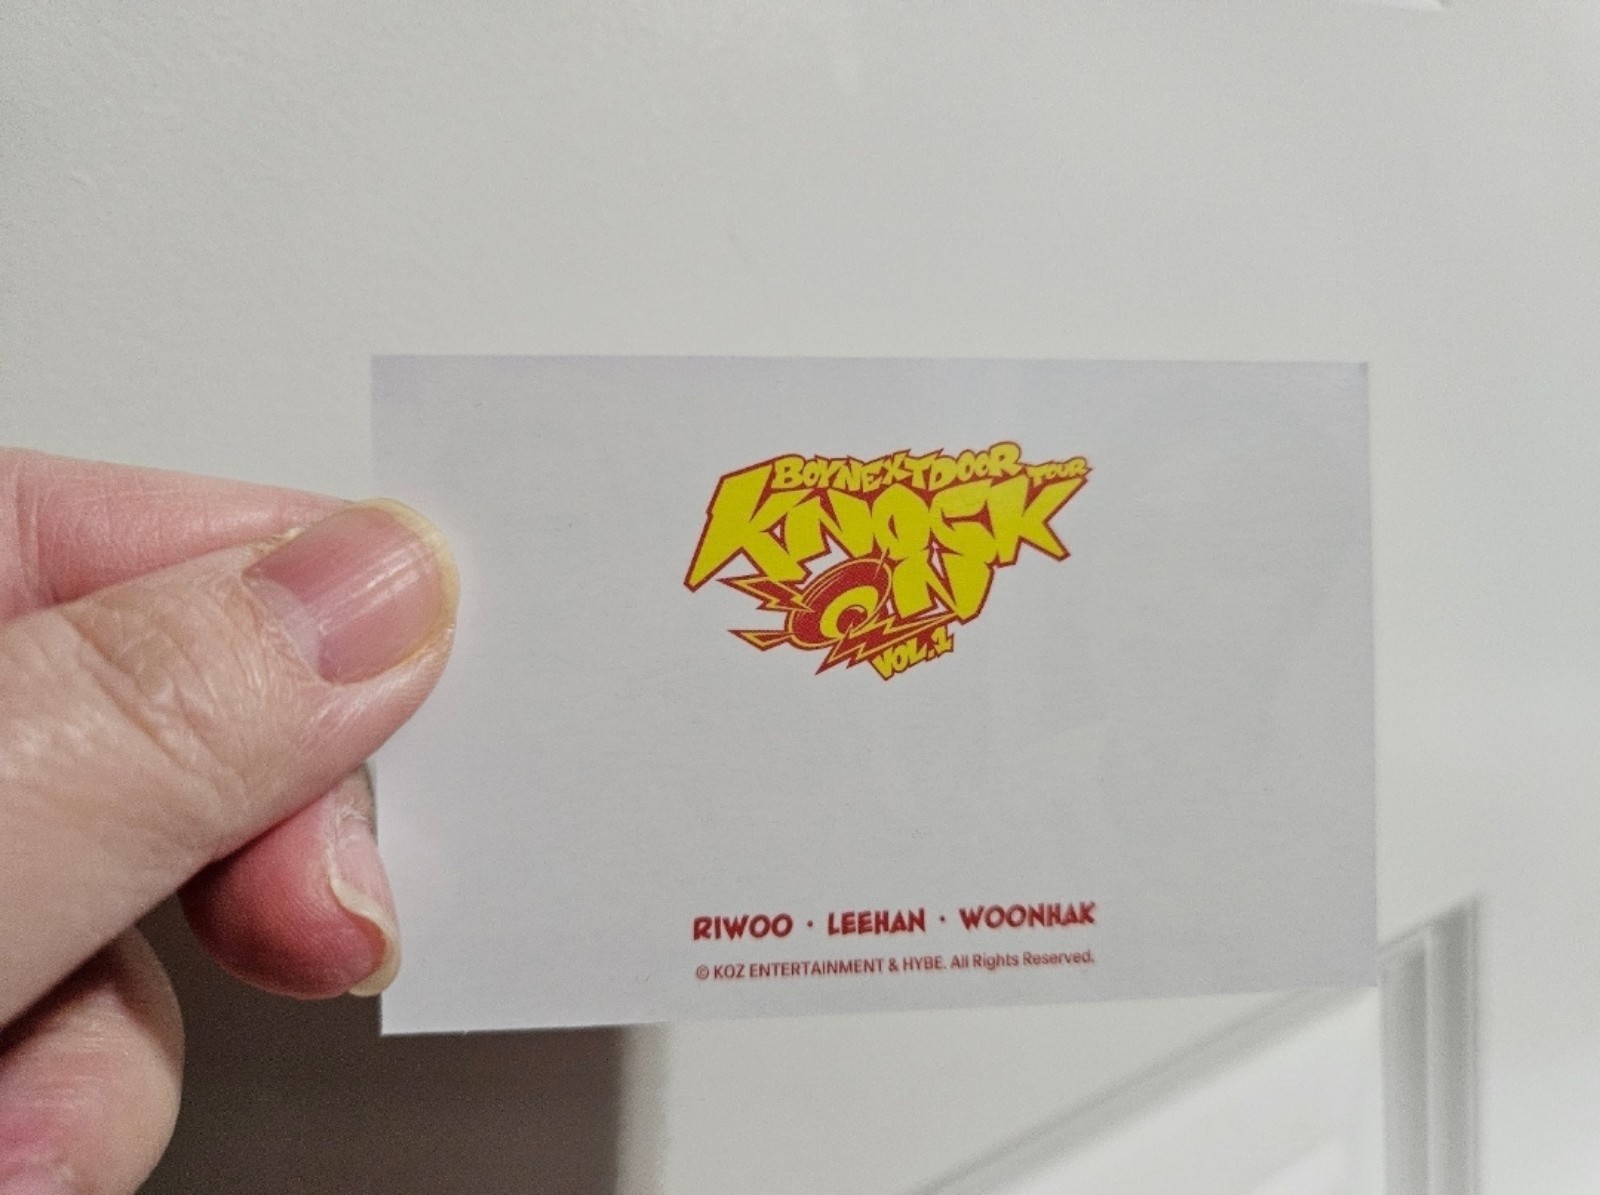 BOYNEXTDOOR TOUR
KNOCK
ON
VOL.1
RIWOO · LEEHAN · WOONHAK
© KOZ ENTERTAINMENT & HYBE. All Rights Reserved.